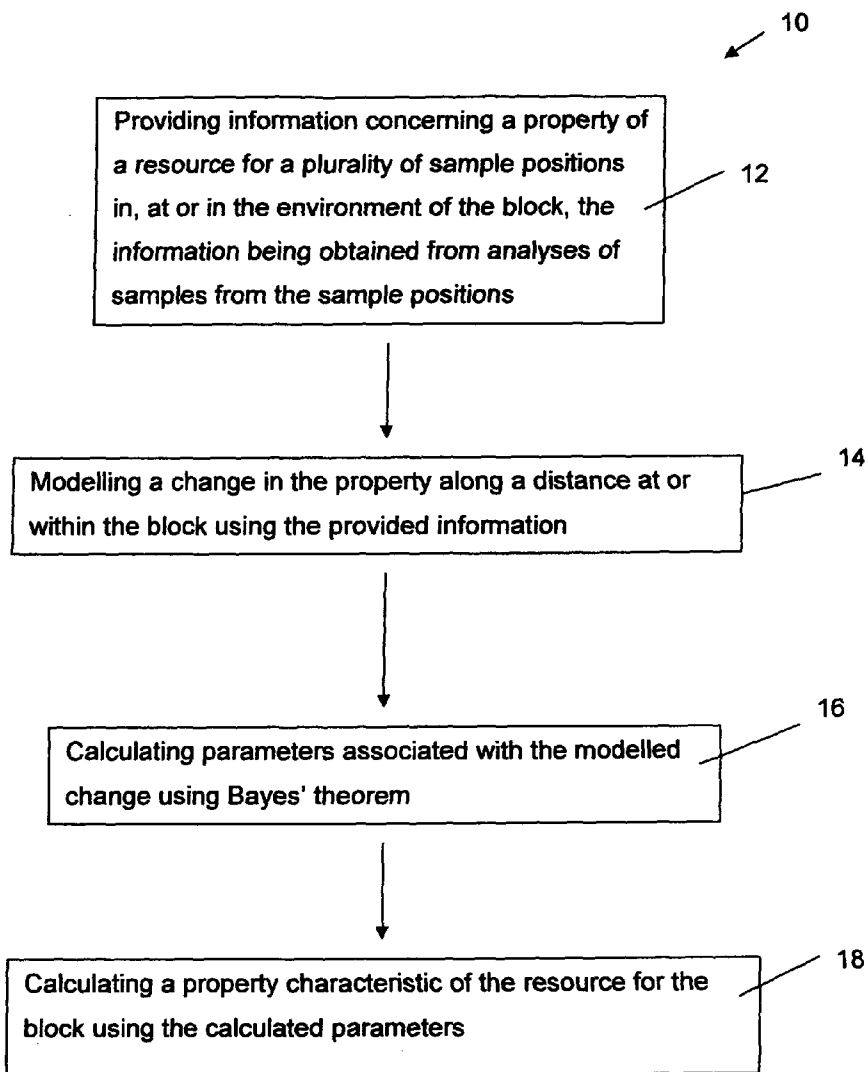 10
Providing information concerning a property of
a resource for a plurality of sample positions
in, at or in the environment of the block, the
information being obtained from analyses of
samples from the sample positions
12
Modelling a change in the property along a distance at or
within the block using the provided information
14
Calculating parameters associated with the modelled
change using Bayes' theorem
16
Calculating a property characteristic of the resource for the
block using the calculated parameters
18